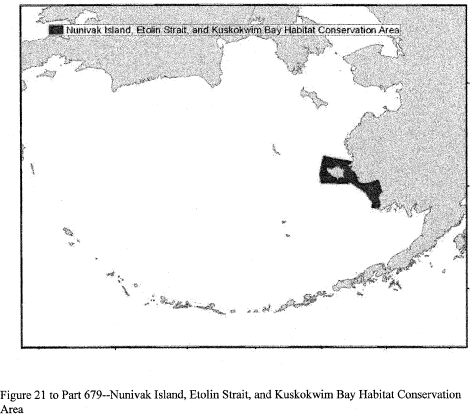 Nunivak Island, Etolin Strait, and Kuskokwim Bay Habitat Conservation Area
Figure 21 to Part 679--Nunivak Island, Etolin Strait, and Kuskokwim Bay Habitat Conservation
Area